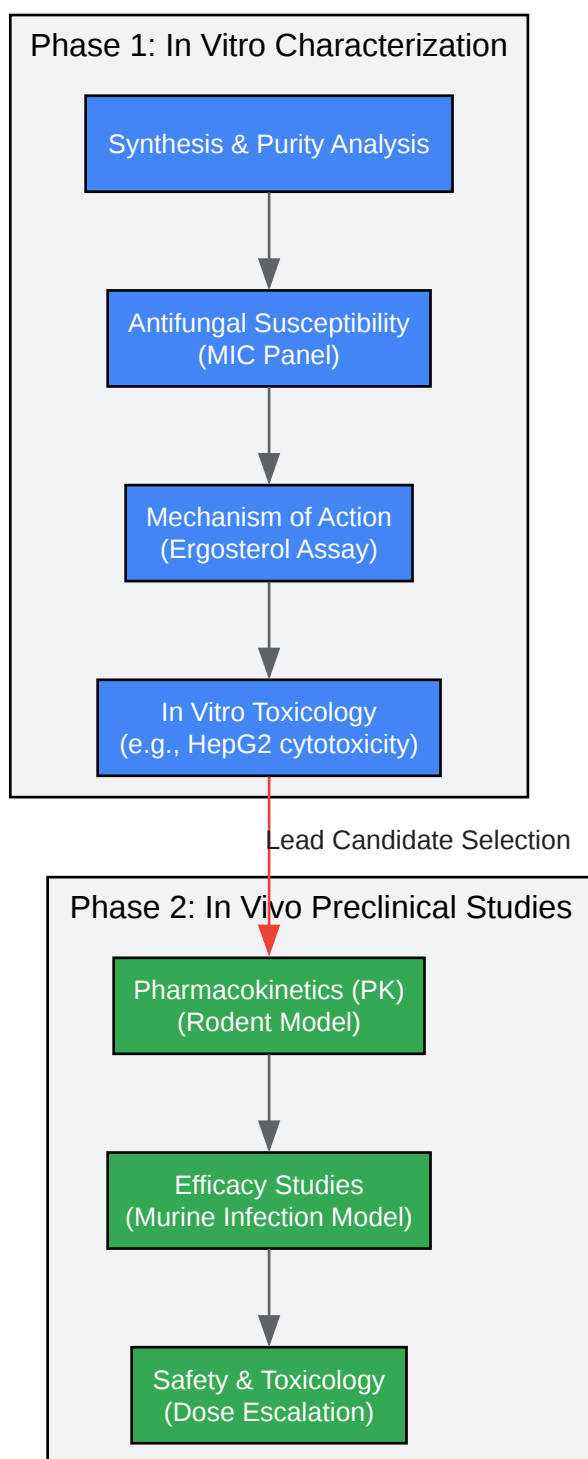 Phase 1: In Vitro Characterization
Synthesis & Purity Analysis
Antifungal Susceptibility
(MIC Panel)
Mechanism of Action
(Ergosterol Assay)
In Vitro Toxicology
(e.g., HepG2 cytotoxicity)
Lead Candidate Selection
Phase 2: In Vivo Preclinical Studies
Pharmacokinetics (PK)
(Rodent Model)
Efficacy Studies
(Murine Infection Model)
Safety & Toxicology
(Dose Escalation)